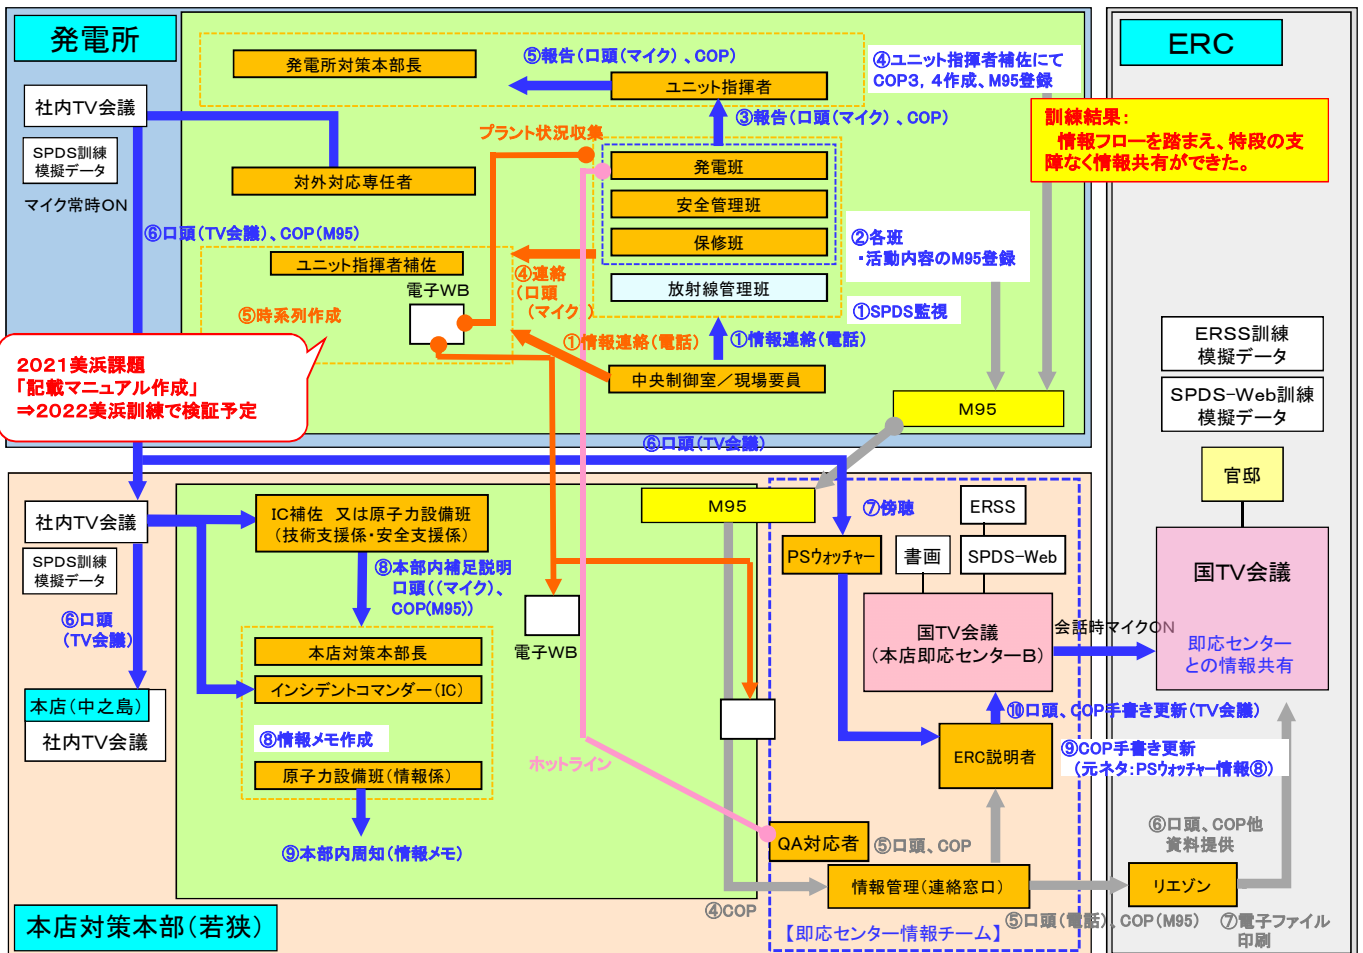 発電所
発電所対策本部長
⑤報告(口頭(マイク)、COP)
ユニット指揮者
④ユニット指揮者補佐にて
COP3, 4作成、M95登録
ERC
社内TV会議
SPDS訓練
模擬データ
マイク常時ON
対外対応専任者
プラント状況収集
③報告(口頭(マイク)、COP)
発電班
安全管理班
保修班
放射線管理班
訓練結果:
情報フローを踏まえ、特段の支
障なく情報共有ができた。
⑥口頭(TV会議)、COP(M95)
ユニット指揮者補佐
電子WB
⑤時系列作成
④連絡
(口頭
(マイク)
②各班
・活動内容のM95登録
①SPDS監視
①情報連絡(電話)
①情報連絡(電話)
中央制御室/現場要員
M95
2021美浜課題
「記載マニュアル作成」
⇒2022美浜訓練で検証予定
ERSS訓練
模擬データ
SPDS-Web訓練
模擬データ
官邸
⑥口頭(TV会議)
社内TV会議
SPDS訓練
模擬データ
IC補佐 又は原子力設備班
(技術支援係・安全支援係)
M95
⑦傍聴
ERSS
PSウォッチャー
書画
SPDS-Web
国TV会議
⑧本部内補足説明
口頭((マイク)、
COP(M95))
電子WB
⑥口頭
(TV会議)
国TV会議
(本店即応センターB)
会話時マイクON
即応センター
との情報共有
本店対策本部長
インシデントコマンダー(IC)
本店(中之島)
社内TV会議
⑧情報メモ作成
原子力設備班(情報係)
ホットライン
⑩口頭、COP手書き更新(TV会議)
ERC説明者
⑨COP手書き更新
(元ネタ:PSウォッチャー情報⑧)
⑨本部内周知(情報メモ)
QA対応者
⑤口頭、COP
⑥口頭、COP他
資料提供
情報管理(連絡窓口)
リエゾン
④COP
⑤口頭(電話)、COP(M95)
⑦電子ファイル
印刷
本店対策本部(若狭)
【即応センター情報チーム】